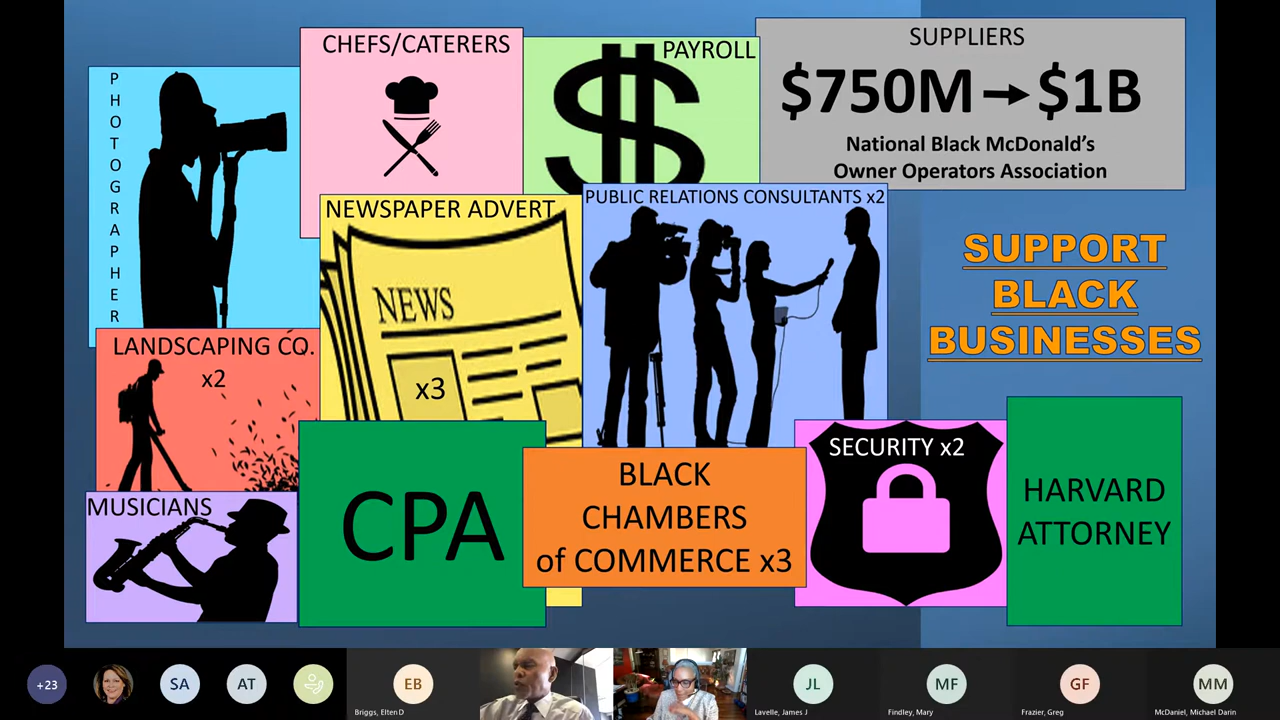 PHOTOGRAPHER
CHEFS/CATERERS
PAYROLL
$
SUPPLIERS
$750M→$1B
National Black McDonald's
Owner Operators Association
NEWSPAPER ADVERT
NEWS
x3
PUBLIC RELATIONS CONSULTANTS x2
SUPPORT
BLACK
BUSINESSES
LANDSCAPING CO.
x2
MUSICIANS
CPA
BLACK
CHAMBERS
of COMMERCE x3
SECURITY x2
HARVARD
ATTORNEY
+23
SA
AT
EB
Briggs, Elten D
JL
Lavelle, James J
MF
Findley, Mary
GF
Frazier, Greg
MM
McDaniel, Michael Darin